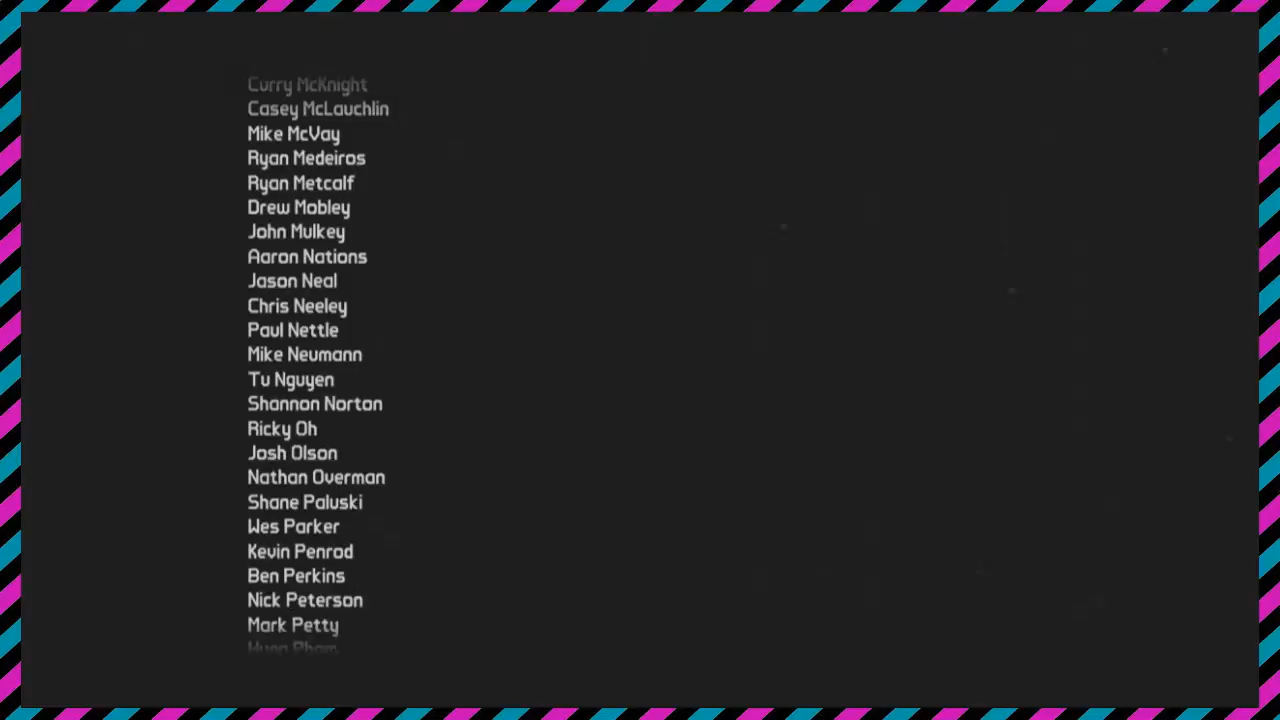 Curry McKnight
Casey McLauchlin
Mike McVay
Ryan Medeiros
Ryan Metcalf
Drew Mobley
John Mulkey
Aaron Nations
Jason Neal
Chris Neeley
Paul Nettle
Mike Neumann
Tu Nguyen
Shannon Norton
Ricky Oh
Josh Olson
Nathan Overman
Shane Paluski
Wes Parker
Kevin Penrod
Ben Perkins
Nick Peterson
Mark Petty
Pham